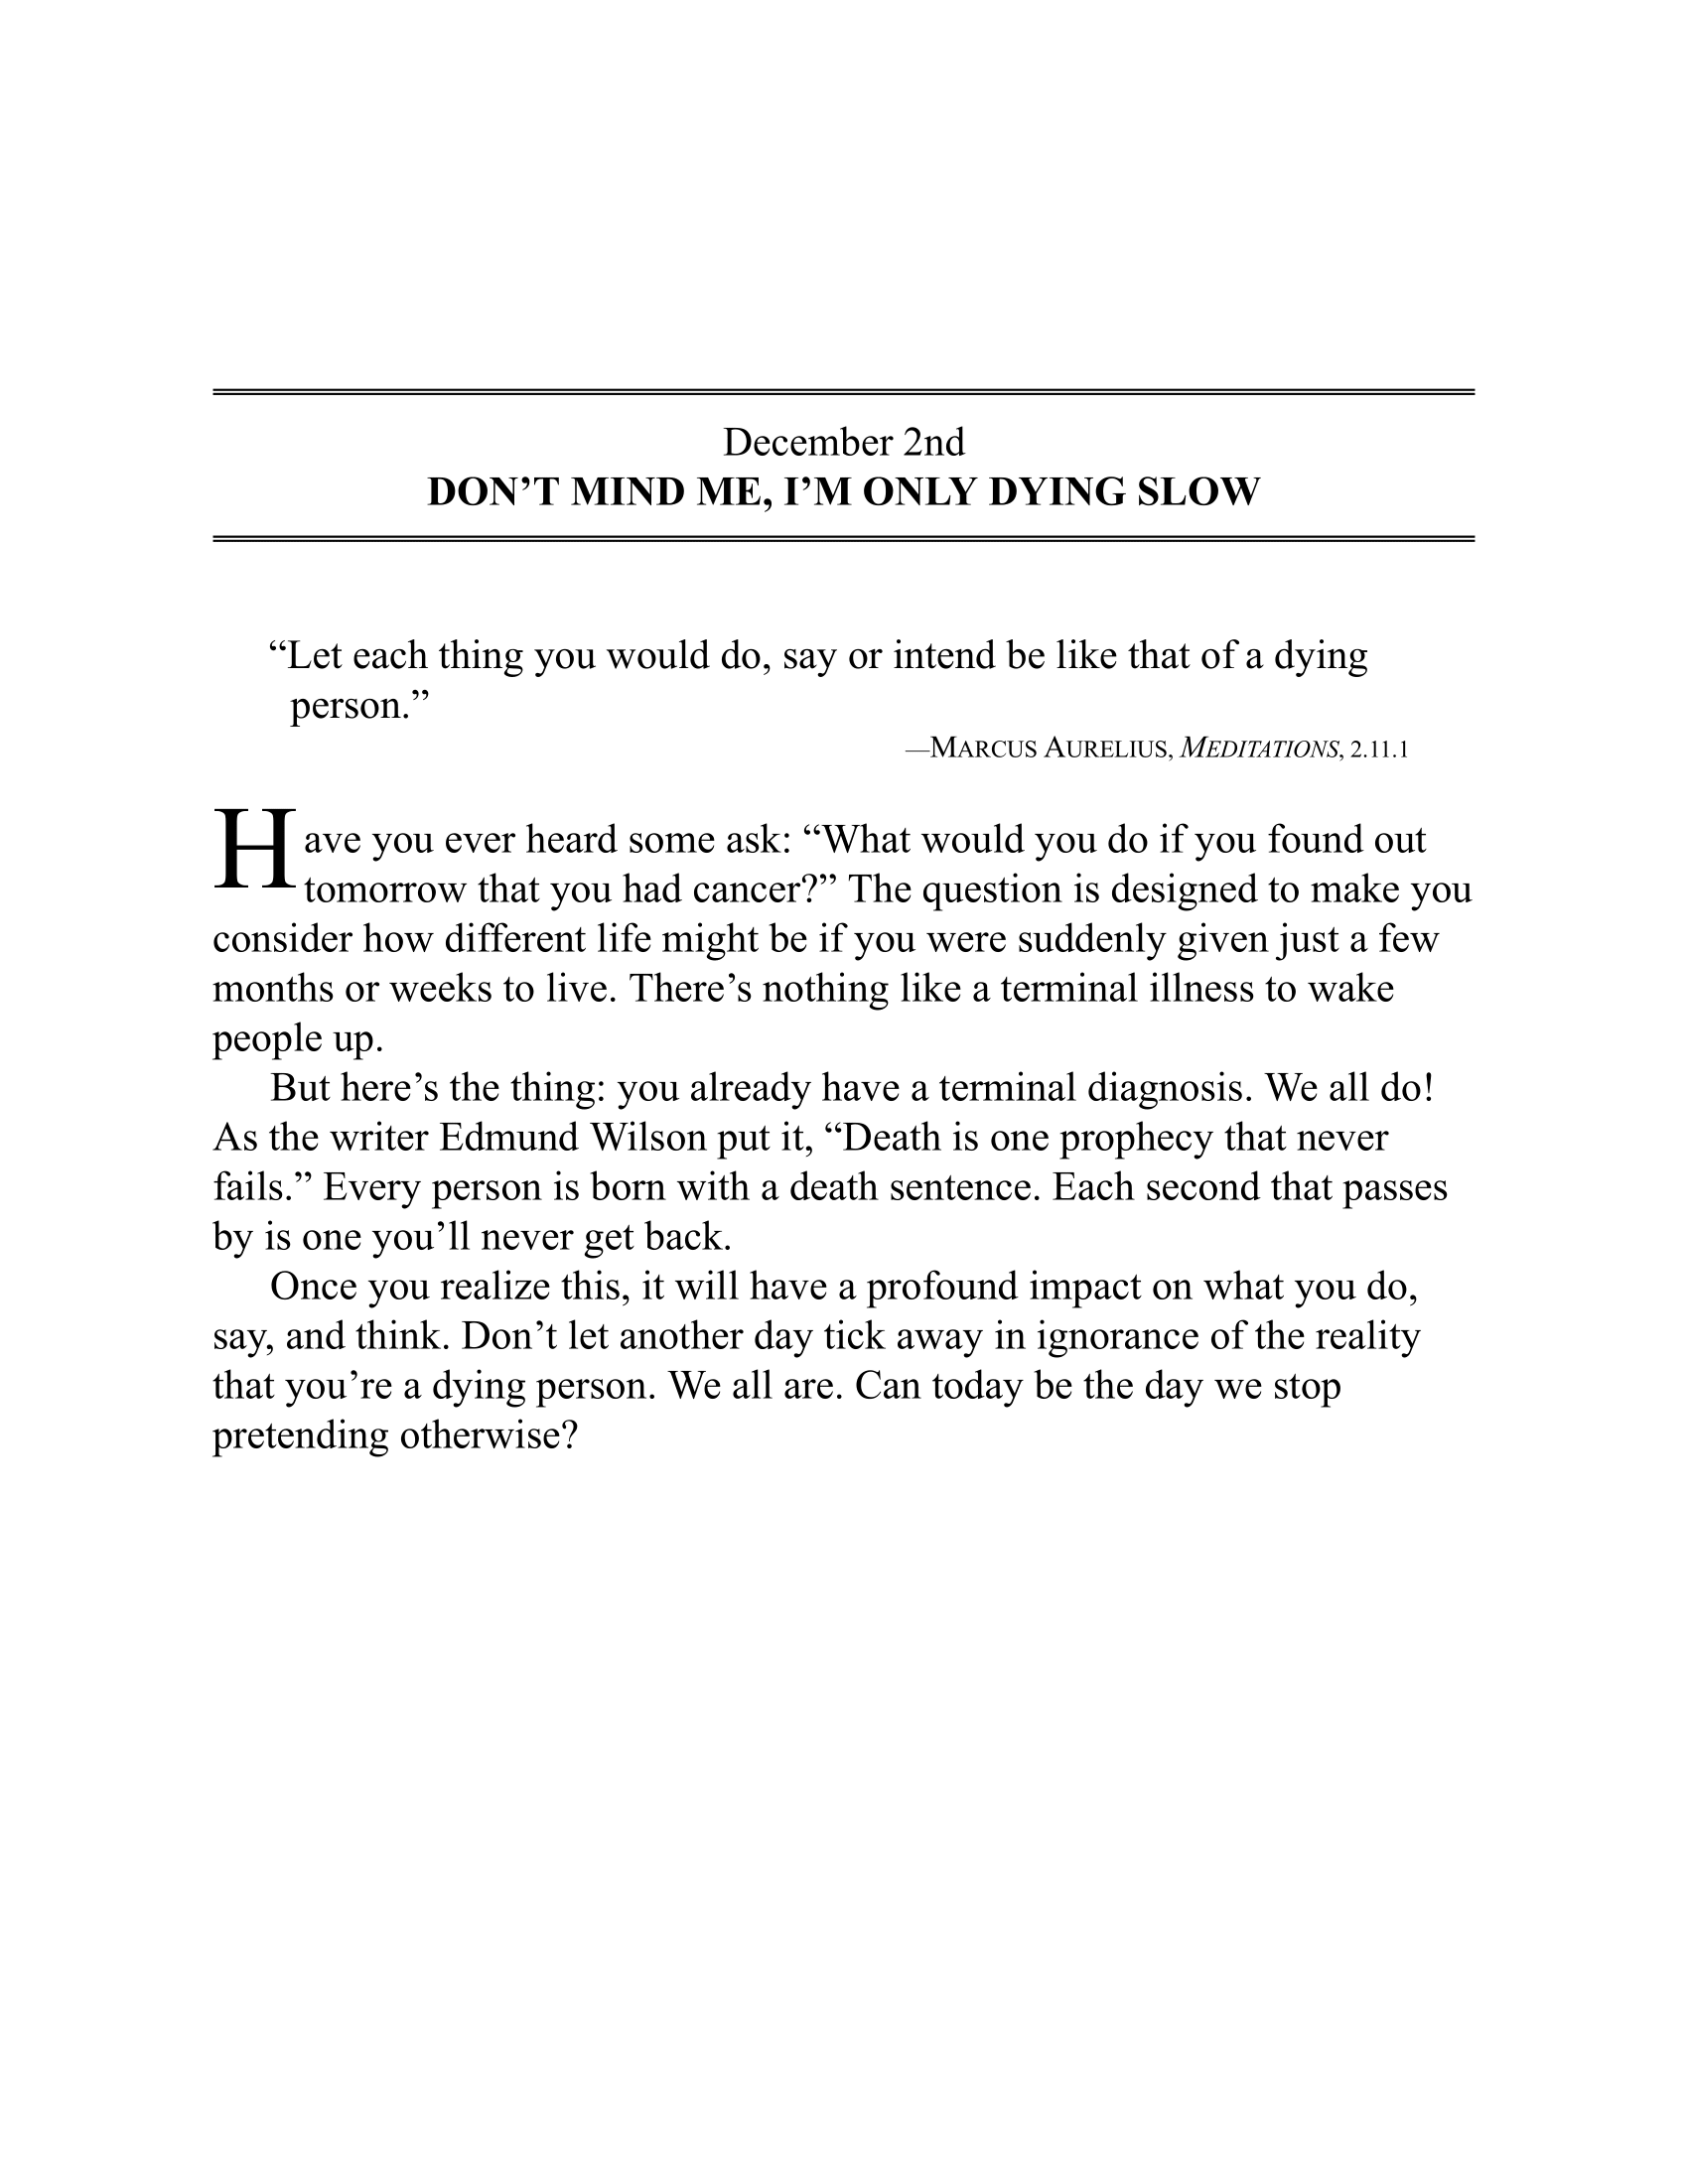 December 2nd
DON’T MIND ME, I’M ONLY DYING SLOW
“Let each thing you would do, say or intend be like that of a dying
person.”
—MARCUS AURELIUS, MEDITATIONS, 2.11.1
Have you ever heard some ask: “What would you do if you found out
tomorrow that you had cancer?” The question is designed to make you
consider how different life might be if you were suddenly given just a few
months or weeks to live. There’s nothing like a terminal illness to wake
people up.
But here’s the thing: you already have a terminal diagnosis. We all do!
As the writer Edmund Wilson put it, “Death is one prophecy that never
fails.” Every person is born with a death sentence. Each second that passes
by is one you’ll never get back.
Once you realize this, it will have a profound impact on what you do,
say, and think. Don’t let another day tick away in ignorance of the reality
that you’re a dying person. We all are. Can today be the day we stop
pretending otherwise?